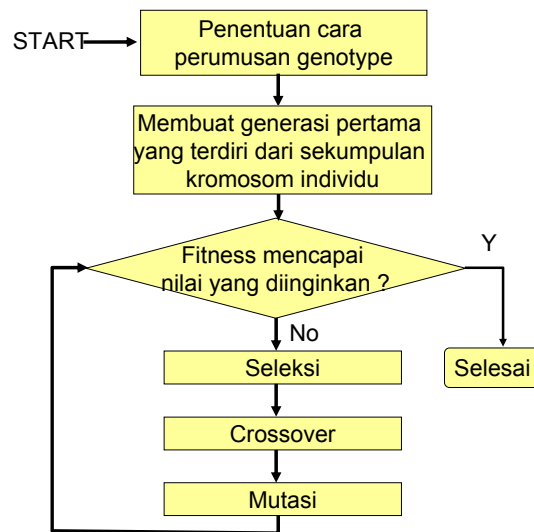 START
Penentuan cara
perumusan genotype
Membuat generasi pertama
yang terdiri dari sekumpulan
kromosom individu
Fitness mencapai
nilai yang diinginkan ?
Y
No
Selesai
Seleksi
Crossover
Mutasi